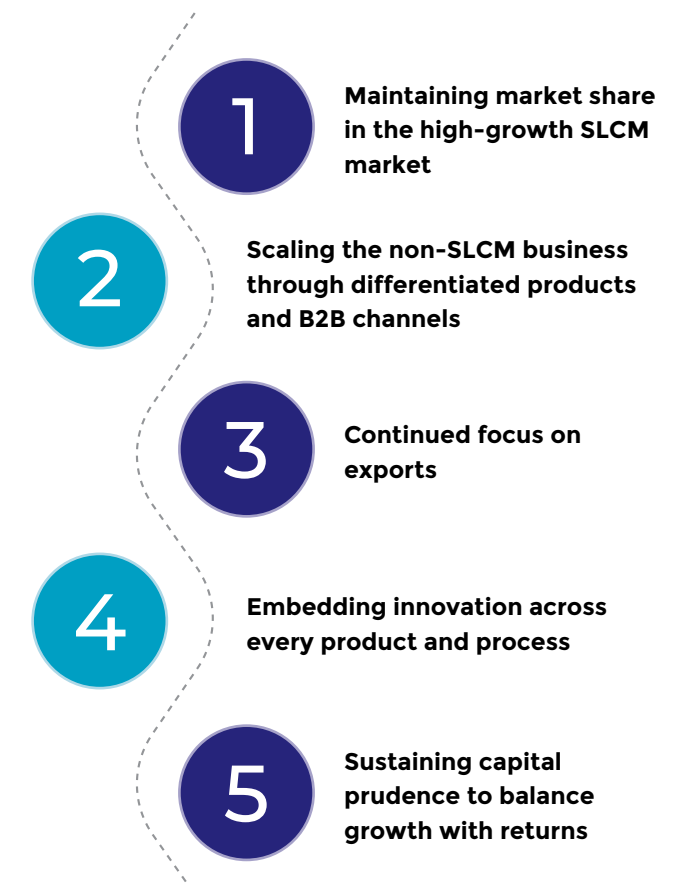 1
Maintaining market share
in the high-growth SLCM
market
2
Scaling the non-SLCM business
through differentiated products
and B2B channels
3
Continued focus on
exports
4
Embedding innovation across
every product and process
5
Sustaining capital
prudence to balance
growth with returns